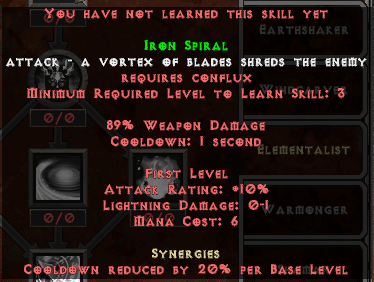 You have not learned this skill yet
Earthshaker
Iron Spiral
attack - a vortex of blades shreds the enemy
requires Conflux
Minimum Required Level to Learn Skill: 3
0/0
0/0
89% Weapon Damage
Cooldown: 1 second
Elementalist
First Level
Attack Rating: +10%
Lightning Damage: 0-1
Warmonger
0/0
0/0
Mana Cost: 6
Synergies
Cooldown reduced by 20% per Base Level